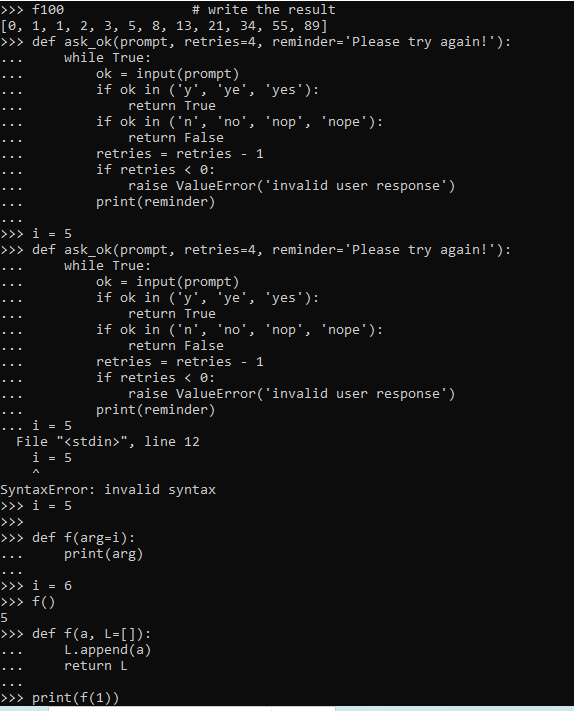 >>> f100                # write the result
[0, 1, 1, 2, 3, 5, 8, 13, 21, 34, 55, 89]
>>> def ask_ok(prompt, retries=4, reminder='Please try again!'):
...     while True:
...         ok = input(prompt)
...         if ok in ('y', 'ye', 'yes'):
...             return True
...         if ok in ('n', 'no', 'nop', 'nope'):
...             return False
...         retries = retries - 1
...         if retries < 0:
...             raise ValueError('invalid user response')
...         print(reminder)
...
>>> i = 5
>>> def ask_ok(prompt, retries=4, reminder='Please try again!'):
...     while True:
...         ok = input(prompt)
...         if ok in ('y', 'ye', 'yes'):
...             return True
...         if ok in ('n', 'no', 'nop', 'nope'):
...             return False
...         retries = retries - 1
...         if retries < 0:
...             raise ValueError('invalid user response')
...         print(reminder)
... i = 5
  File "<stdin>", line 12
    i = 5
    ^
SyntaxError: invalid syntax
>>> i = 5
>>>
>>> def f(arg=i):
...     print(arg)
...
>>> i = 6
>>> f()
5
>>> def f(a, L=[]):
...     L.append(a)
...     return L
...
>>> print(f(1))